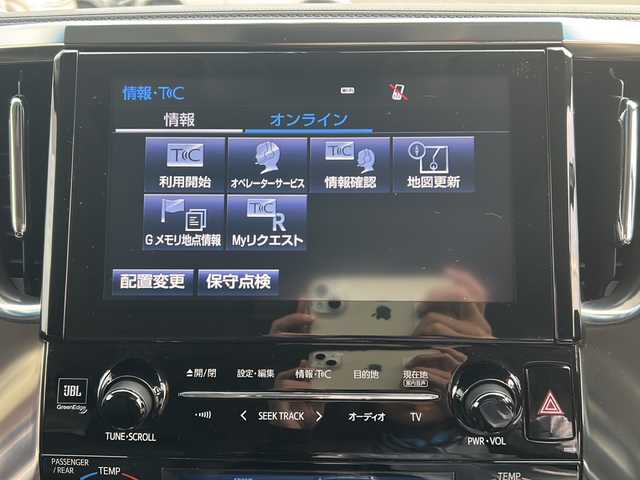 情報・T℃
情報 オンライン
T℃
利用開始
オペレーターサービス
T℃
情報確認
地図更新
G メモリ地点情報
T℃
R
Myリクエスト
配置変更 保守点検
JBL
GreenEdge
開/閉 設定・編集 情報・T℃ 目的地 現在地
案内音声
SEEK TRACK オーディオ TV
TUNE・SCROLL
PWR・VOL
PASSENGER
/REAR
TEMP
TEMP